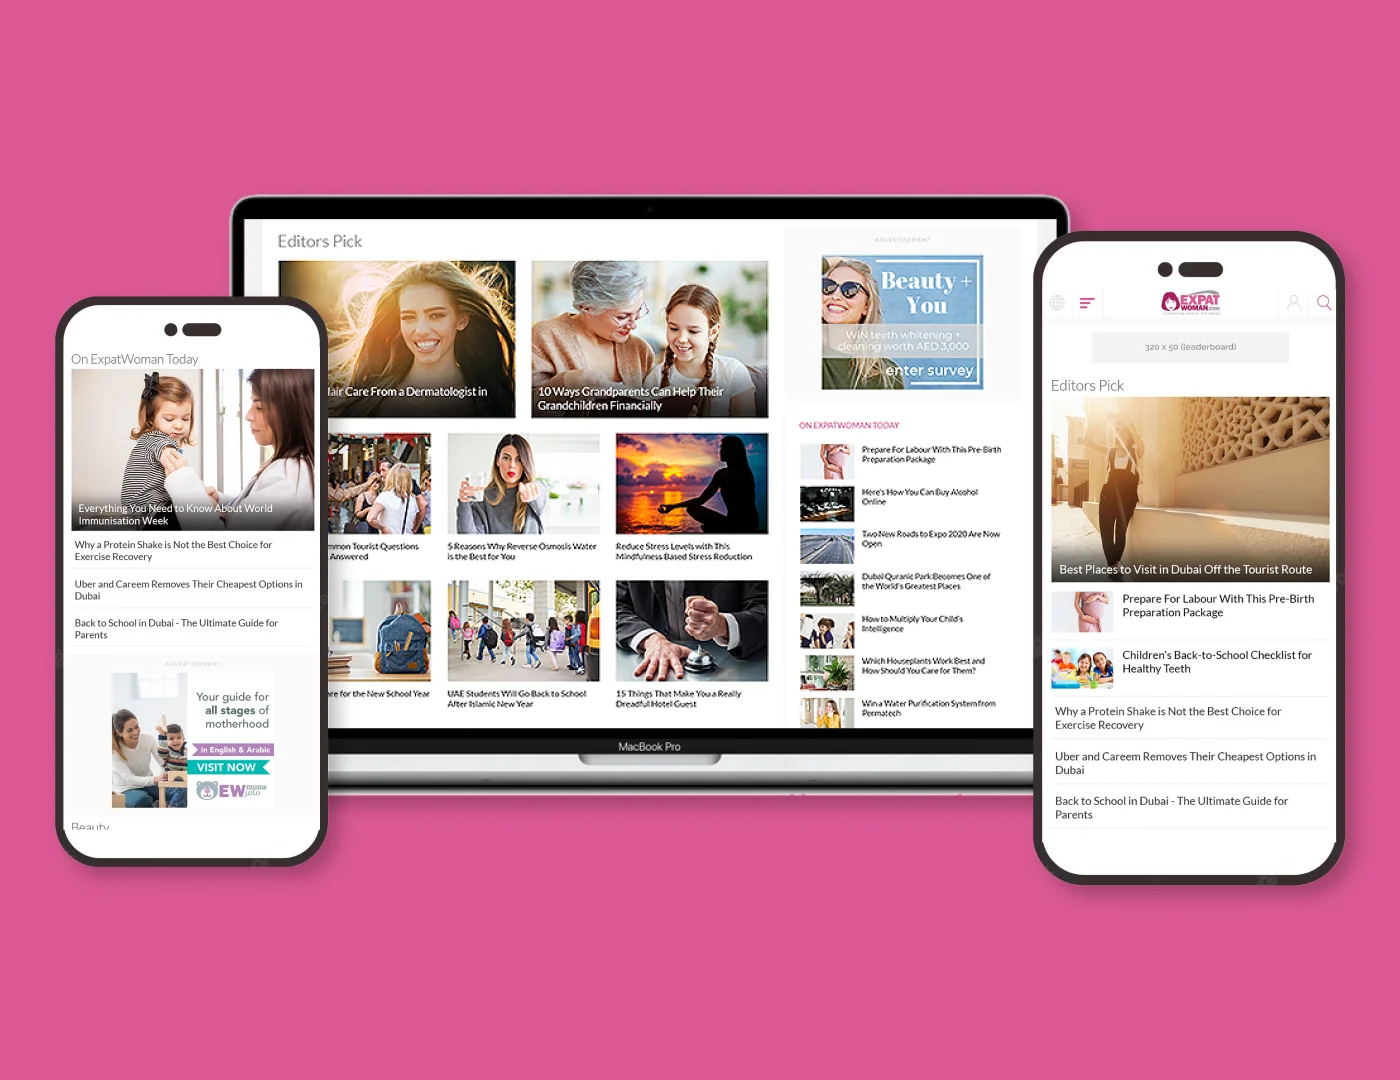 On ExpatWoman Today
Everything You Need to Know About World
Immunisation Week
Why a Protein Shake is Not the Best Choice for
Exercise Recovery
Uber and Careem Removes Their Cheapest Options in
Dubai
Back to School in Dubai - The Ultimate Guide for
Parents
ADVERTISEMENT
Your guide for
all stages of
motherhood
in English & Arabic
VISIT NOW
EW mums
Beauty
Editors Pick
Hair Care From a Dermatologist in
10 Ways Grandparents Can Help Their
Grandchildren Financially
Tourist Questions
Answered
5 Reasons Why Reverse Osmosis Water
is the Best for You
Reduce Stress Levels with This
Mindfulness Based Stress Reduction
for the New School Year
UAE Students Will Go Back to School
After Islamic New Year
15 Things That Make You a Really
Dreadful Hotel Guest
ADVERTISEMENT
Beauty +
You
WIN teeth whitening +
cleaning worth AED 3,000
enter survey
ON EXPATWOMAN TODAY
Prepare For Labour With This Pre-Birth
Preparation Package
Here's How You Can Buy Alcohol
Online
Two New Roads to Expo 2020 Are Now
Open
Dubai Quranic Park Becomes One of
the World's Greatest Places
How to Multiply Your Child's
Intelligence
Which Houseplants Work Best and
How Should You Care for Them?
Win a Water Purification System from
Permatech
MacBook Pro
EXPAT
WOMAN.COM
320 x 50 (leaderboard)
Editors Pick
Best Places to Visit in Dubai Off the Tourist Route
Prepare For Labour With This Pre-Birth
Preparation Package
Children's Back-to-School Checklist for
Healthy Teeth
Why a Protein Shake is Not the Best Choice for
Exercise Recovery
Uber and Careem Removes Their Cheapest Options in
Dubai
Back to School in Dubai - The Ultimate Guide for
Parents